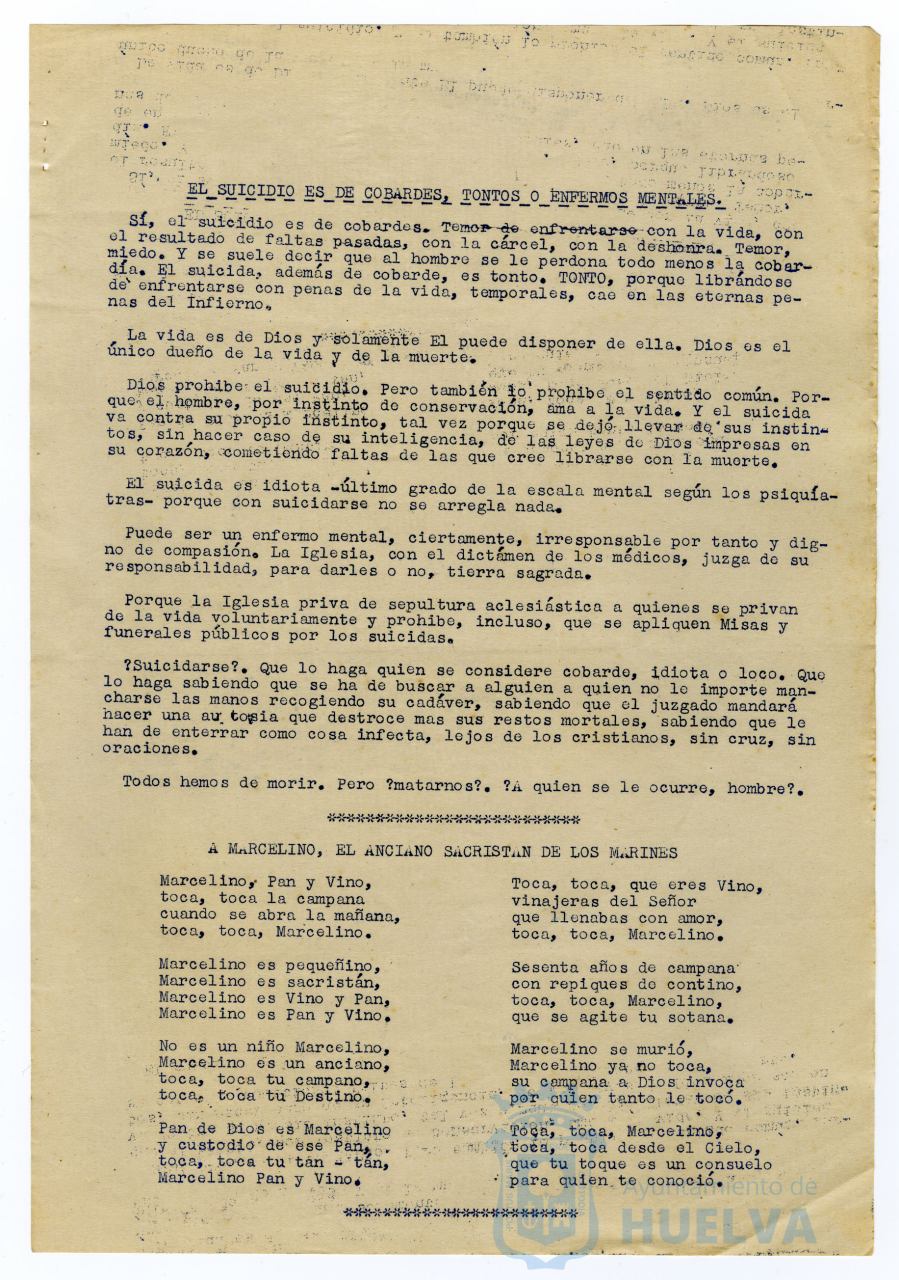 EL SUICIDIO ES DE COBARDES, TONTOS O ENFERMOS MENTALES.
Sí, el suicidio es de cobardes. Temor de enfrentarse con la vida, con
el resultado de faltas pasadas, con la cárcel, con la deshonra. Temor,
miedo. Y se suele decir que al hombre se le perdona todo menos la cobar-
día. El suicida, además de cobarde, es tonto. TONTO, porque librándose
de enfrentarse con penas de la vida, temporales, cae en las eternas pe-
nas del Infierno.
La vida es de Dios y solamente El puede disponer de ella. Dios es el
único dueño de la vida y de la muerte.
Dios prohibe el suicidio. Pero también lo prohibe el sentido común. Por-
que el hombre, por instinto de conservación, ama a la vida. Y el suicida
va contra su propio instinto, tal vez porque se dejó llevar de sus instin-
tos, sin hacer caso de su inteligencia, de las leyes de Dios impresas en
su corazón, cometiendo faltas de las que cree librarse con la muerte.
El suicida es idiota -último grado de la escala mental según los psiquía-
tras- porque con suicidarse no se arregla nada.
Puede ser un enfermo mental, ciertamente, irresponsable por tanto y dig-
no de compasión. La Iglesia, con el dictámen de los médicos, juzga de su
responsabilidad, para darles o no, tierra sagrada.
Porque la Iglesia priva de sepultura aclesiástica a quienes se privan
de la vida voluntariamente y prohibe, incluso, que se apliquen Misas y
funerales públicos por los suicidas.
?Suicidarse?. Que lo haga quien se considere cobarde, idiota o loco. Que
lo haga sabiendo que se ha de buscar a alguien a quien no le importe man-
charse las manos recogiendo su cadáver, sabiendo que el juzgado mandará
hacer una autopsia que destroce mas sus restos mortales, sabiendo que le
han de enterrar como cosa infecta, lejos de los cristianos, sin cruz, sin
oraciones.
Todos hemos de morir. Pero ?matarnos?. ?A quien se le ocurre, hombre?.
**************************
A MARCELINO, EL ANCIANO SACRISTAN DE LOS MARINES
Marcelino, Pan y Vino,
toca, toca la campana
cuando se abra la mañana,
toca, toca, Marcelino.
Marcelino es pequeñino,
Marcelino es sacristán,
Marcelino es Vino y Pan,
Marcelino es Pan y Vino.
No es un niño Marcelino,
Marcelino es un anciano,
toca, toca tu campano,
toca, toca tu Destino.
Pan de Dios es Marcelino
y custodio de ese Pan,
toca, toca tu tán - tán,
Marcelino Pan y Vino.
Toca, toca, que eres Vino,
vinajeras del Señor
que llenabas con amor,
toca, toca, Marcelino.
Sesenta años de campana
con repiques de contino,
toca, toca, Marcelino,
que se agite tu sotana.
Marcelino se murió,
Marcelino ya no toca,
su campana a Dios invoca
por quien tanto le tocó.
Toca, toca, Marcelino,
toca, toca desde el Cielo,
que tu toque es un consuelo
para quien te conoció.
************************
Ayuntamiento de
HUELVA